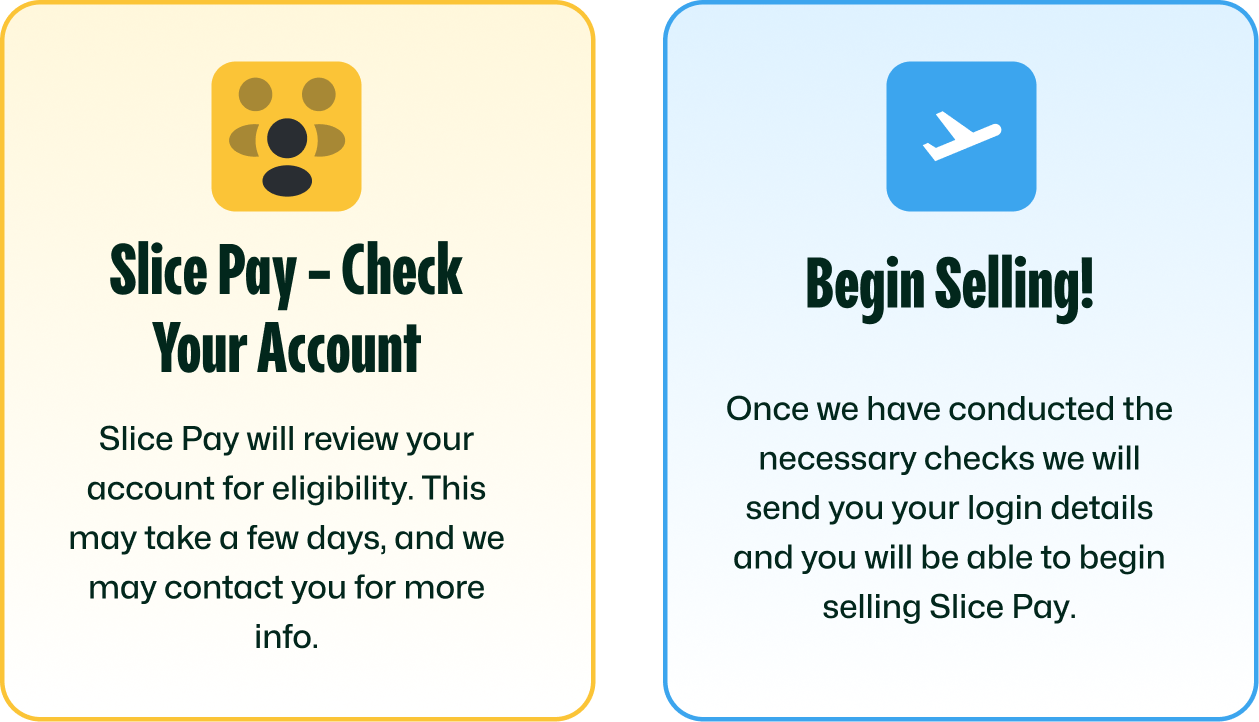 Slice Pay – Check
Your Account
Slice Pay will review your
account for eligibility. This
may take a few days, and we
may contact you for more
info.
Begin Selling!
Once we have conducted the
necessary checks we will
send you your login details
and you will be able to begin
selling Slice Pay.